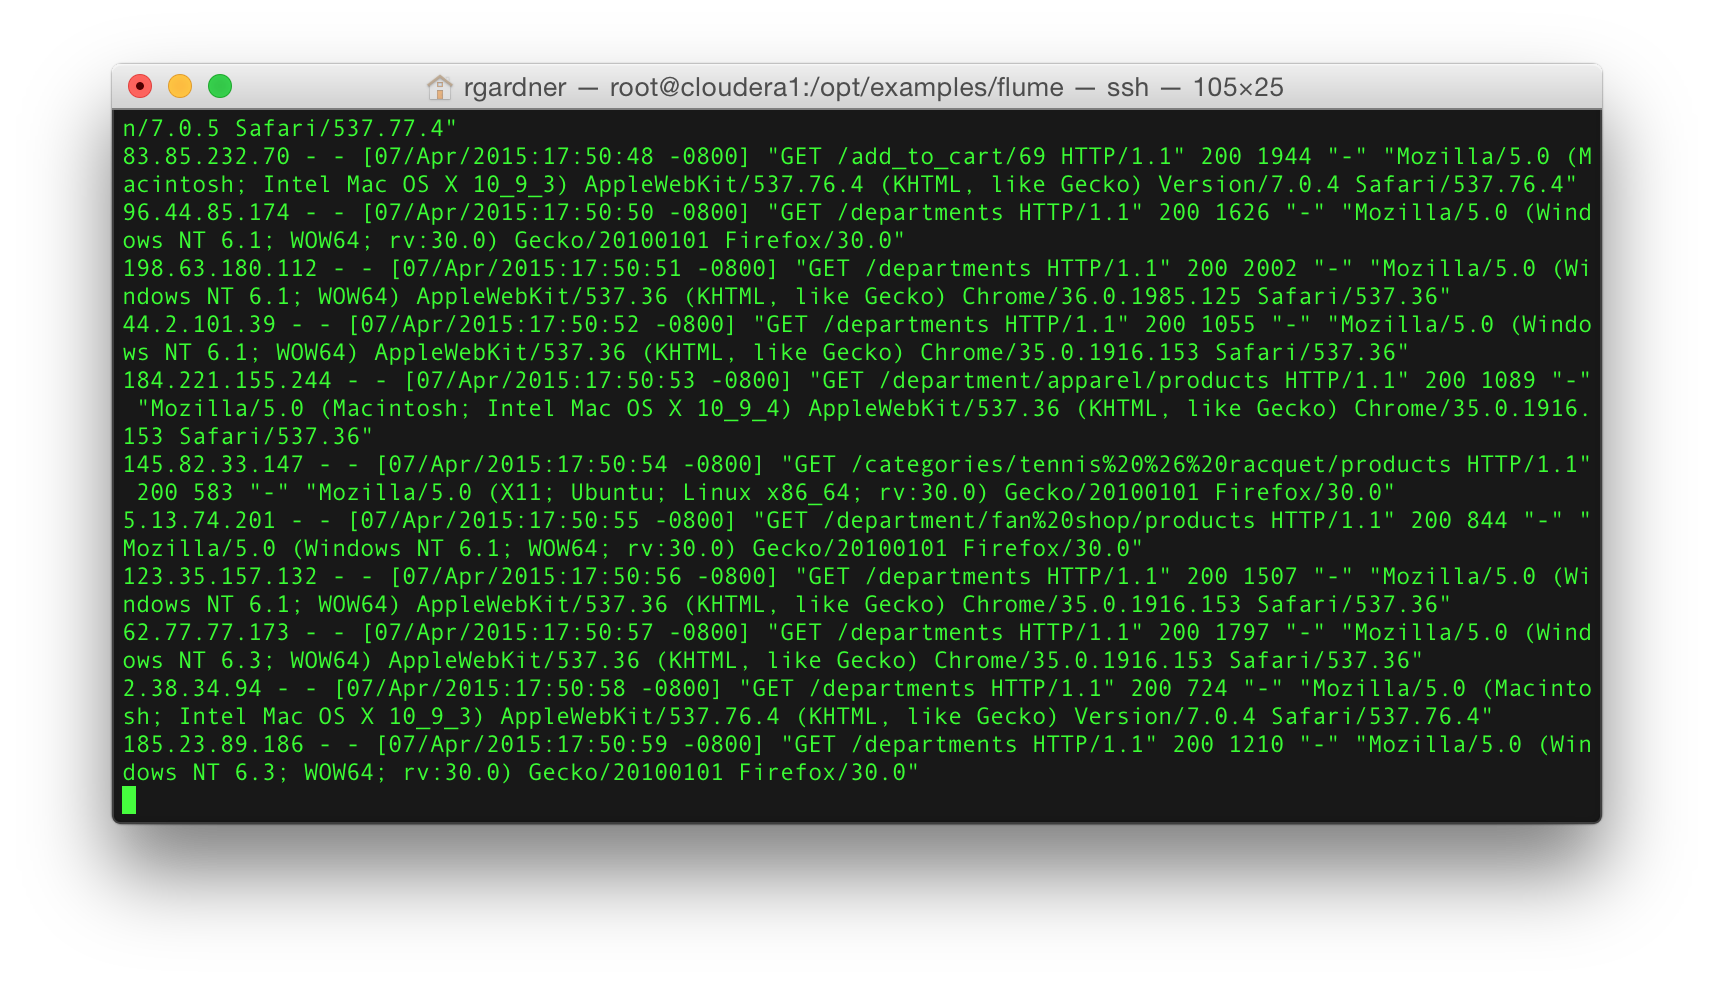 rgardner — root@cloudera1:/opt/examples/flume — ssh — 105×25
n/7.0.5 Safari/537.77.4"
83.85.232.70 - - [07/Apr/2015:17:50:48 -0800] "GET /add_to_cart/69 HTTP/1.1" 200 1944 "-" "Mozilla/5.0 (M
acintosh; Intel Mac OS X 10_9_3) AppleWebKit/537.76.4 (KHTML, like Gecko) Version/7.0.4 Safari/537.76.4"
96.44.85.174 - - [07/Apr/2015:17:50:50 -0800] "GET /departments HTTP/1.1" 200 1626 "-" "Mozilla/5.0 (Wind
ows NT 6.1; WOW64; rv:30.0) Gecko/20100101 Firefox/30.0"
198.63.180.112 - - [07/Apr/2015:17:50:51 -0800] "GET /departments HTTP/1.1" 200 2002 "-" "Mozilla/5.0 (Wi
ndows NT 6.1; WOW64) AppleWebKit/537.36 (KHTML, like Gecko) Chrome/36.0.1985.125 Safari/537.36"
44.2.101.39 - - [07/Apr/2015:17:50:52 -0800] "GET /departments HTTP/1.1" 200 1055 "-" "Mozilla/5.0 (Windo
ws NT 6.1; WOW64) AppleWebKit/537.36 (KHTML, like Gecko) Chrome/35.0.1916.153 Safari/537.36"
184.221.155.244 - - [07/Apr/2015:17:50:53 -0800] "GET /department/apparel/products HTTP/1.1" 200 1089 "-"
 "Mozilla/5.0 (Macintosh; Intel Mac OS X 10_9_4) AppleWebKit/537.36 (KHTML, like Gecko) Chrome/35.0.1916.
153 Safari/537.36"
145.82.33.147 - - [07/Apr/2015:17:50:54 -0800] "GET /categories/tennis%20%26%20racquet/products HTTP/1.1"
 200 583 "-" "Mozilla/5.0 (X11; Ubuntu; Linux x86_64; rv:30.0) Gecko/20100101 Firefox/30.0"
5.13.74.201 - - [07/Apr/2015:17:50:55 -0800] "GET /department/fan%20shop/products HTTP/1.1" 200 844 "-" "
Mozilla/5.0 (Windows NT 6.1; WOW64; rv:30.0) Gecko/20100101 Firefox/30.0"
123.35.157.132 - - [07/Apr/2015:17:50:56 -0800] "GET /departments HTTP/1.1" 200 1507 "-" "Mozilla/5.0 (Wi
ndows NT 6.1; WOW64) AppleWebKit/537.36 (KHTML, like Gecko) Chrome/35.0.1916.153 Safari/537.36"
62.77.77.173 - - [07/Apr/2015:17:50:57 -0800] "GET /departments HTTP/1.1" 200 1797 "-" "Mozilla/5.0 (Wind
ows NT 6.3; WOW64) AppleWebKit/537.36 (KHTML, like Gecko) Chrome/35.0.1916.153 Safari/537.36"
2.38.34.94 - - [07/Apr/2015:17:50:58 -0800] "GET /departments HTTP/1.1" 200 724 "-" "Mozilla/5.0 (Macinto
sh; Intel Mac OS X 10_9_3) AppleWebKit/537.76.4 (KHTML, like Gecko) Version/7.0.4 Safari/537.76.4"
185.23.89.186 - - [07/Apr/2015:17:50:59 -0800] "GET /departments HTTP/1.1" 200 1210 "-" "Mozilla/5.0 (Win
dows NT 6.3; WOW64; rv:30.0) Gecko/20100101 Firefox/30.0"